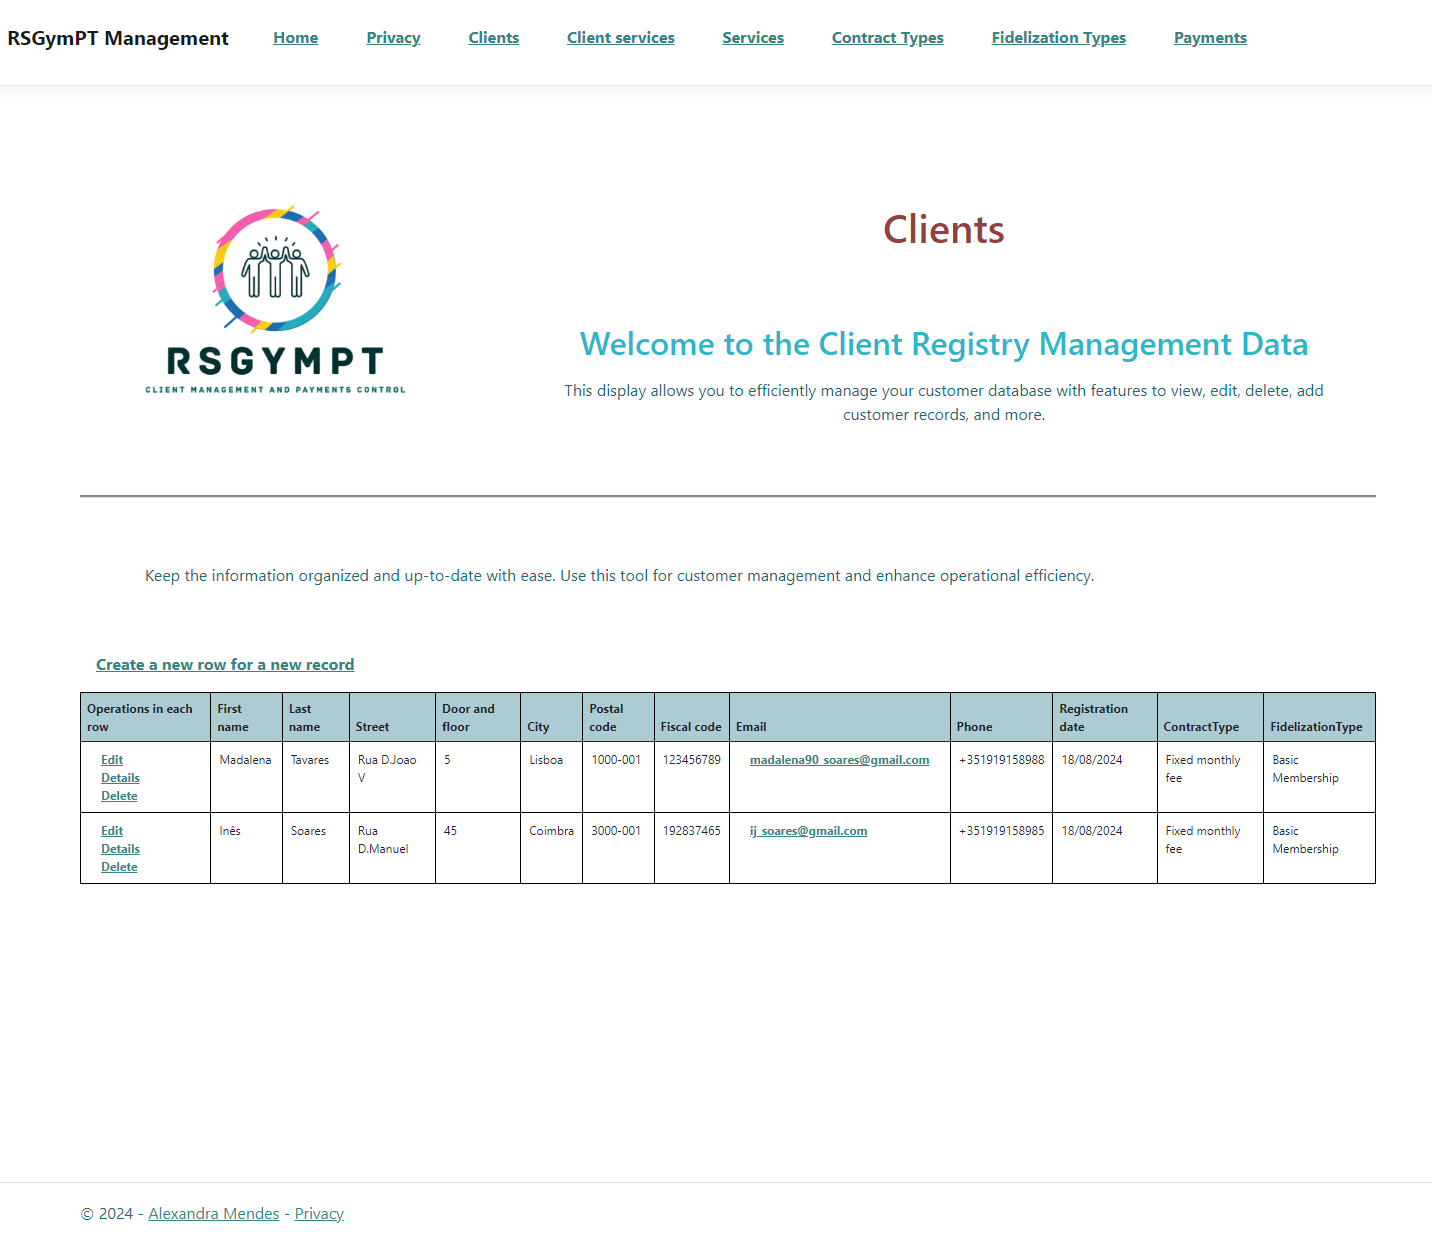 RSGymPT Management Home Privacy Clients Client services Services Contract Types Fidelization Types Payments
RSGYMPT
CLIENT MANAGEMENT AND PAYMENTS CONTROL
Clients
Welcome to the Client Registry Management Data
This display allows you to efficiently manage your customer database with features to view, edit, delete, add
customer records, and more.
Keep the information organized and up-to-date with ease. Use this tool for customer management and enhance operational efficiency.
Create a new row for a new record
Operations in each First Last Door and Postal Registration
row name name Street floor City code Fiscal code Email Phone date ContractType FidelizationType
Edit Madalena Tavares Rua D.Joao 5 Lisboa 1000-001 123456789 madalena90_soares@gmail.com +351919158988 18/08/2024 Fixed monthly Basic
Details V fee Membership
Delete
Edit Inês Soares Rua 45 Coimbra 3000-001 192837465 ij_soares@gmail.com +351919158985 18/08/2024 Fixed monthly Basic
Details D.Manuel fee Membership
Delete
© 2024 - Alexandra Mendes - Privacy